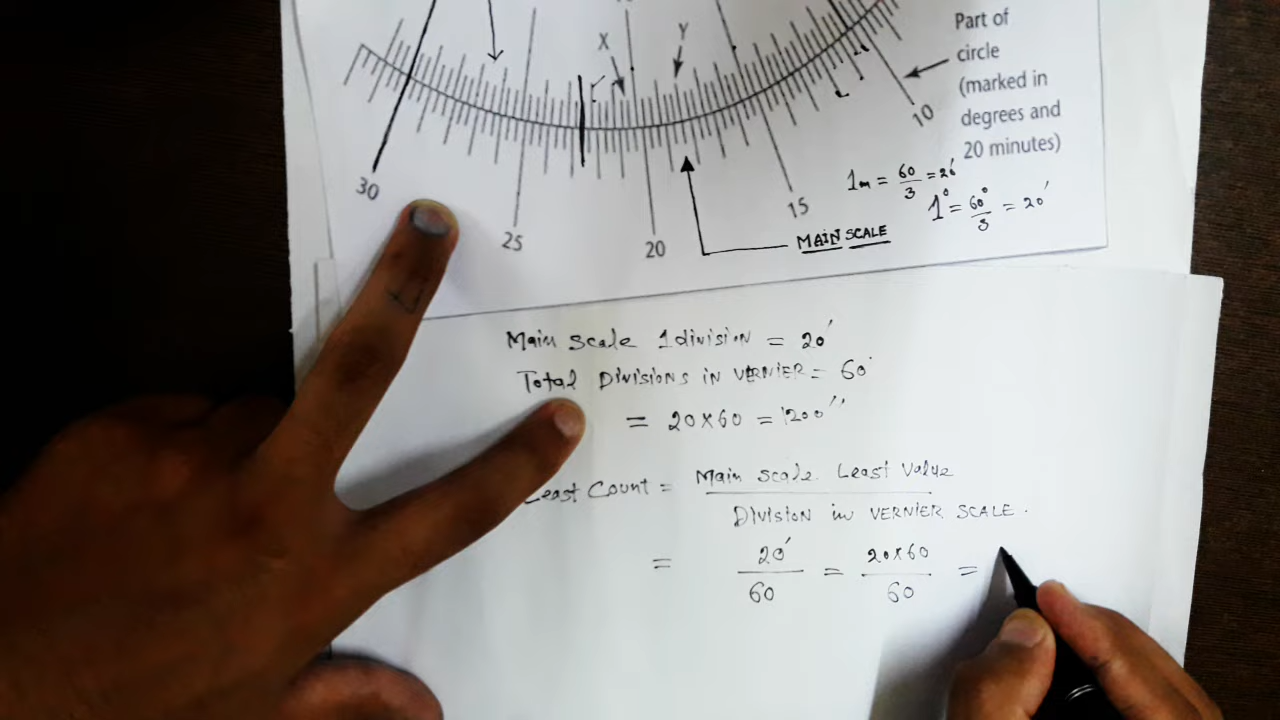 X
Y
Part of
circle
(marked in
degrees and
20 minutes)
10
15
20
25
30
1m = 60/3 = 20′
1° = 60°/3 = 20′
MAIN SCALE
Main scale 1 division = 20′
Total Divisions in VERNIER = 60
= 20×60 = 1200″
Least Count = Main scale Least value
Division in VERNIER SCALE.
= 20′/60 = 20×60/60 =